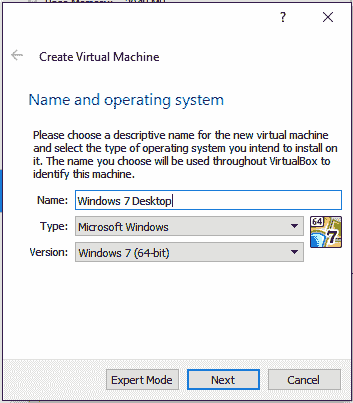 ?
Create Virtual Machine
Name and operating system
Please choose a descriptive name for the new virtual machine
and select the type of operating system you intend to install on
it. The name you choose will be used throughout VirtualBox to
identify this machine.
Name: Windows 7 Desktop
Type: Microsoft Windows
64
7
Version: Windows 7 (64-bit)
Expert Mode Next Cancel